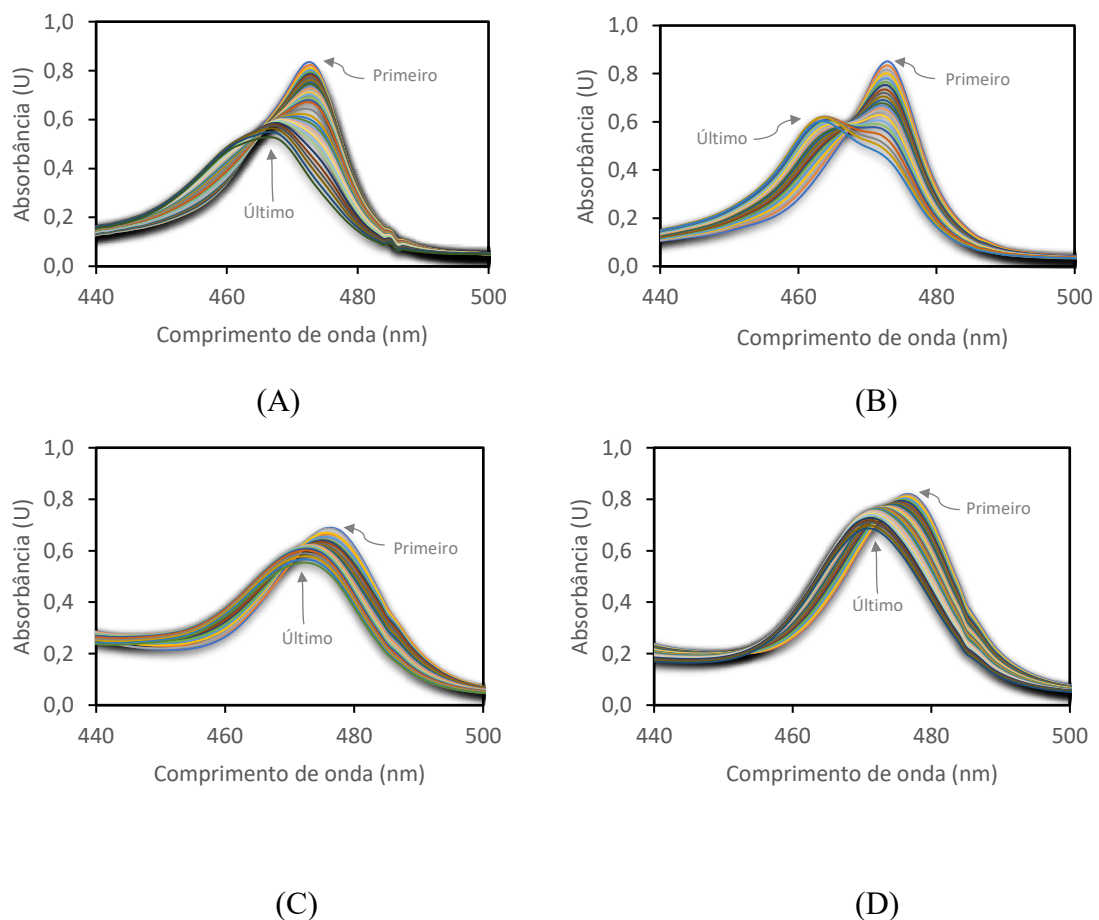 1,0
0,8
0,6
0,4
0,2
0,0
Absorbância (U)
Primeiro
Último
440 460 480 500
Comprimento de onda (nm)
(A)
1,0
0,8
0,6
0,4
0,2
0,0
Absorbância (U)
Primeiro
Último
440 460 480 500
Comprimento de onda (nm)
(B)
1,0
0,8
0,6
0,4
0,2
0,0
Absorbância (U)
Primeiro
Último
440 460 480 500
Comprimento de onda (nm)
(C)
1,0
0,8
0,6
0,4
0,2
0,0
Absorbância (U)
Primeiro
Último
440 460 480 500
Comprimento de onda (nm)
(D)